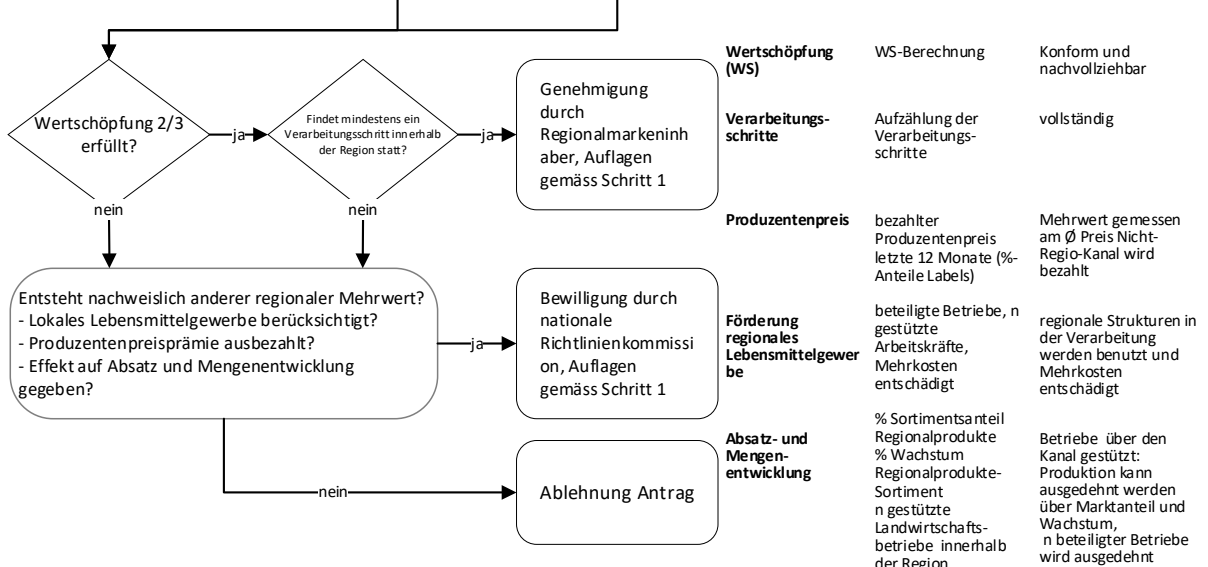 Wertschöpfung 2/3
erfüllt?
ja
Findet mindestens ein
Verarbeitungsschritt innerhalb
der Region statt?
ja
Genehmigung
durch
Regionalmarkeninh
aber, Auflagen
gemäss Schritt 1
nein
nein
Entsteht nachweislich anderer regionaler Mehrwert?
- Lokales Lebensmittelgewerbe berücksichtigt?
- Produzentenpreisprämie ausbezahlt?
- Effekt auf Absatz und Mengenentwicklung
gegeben?
ja
Bewilligung durch
nationale
Richtlinienkommissi
on, Auflagen
gemäss Schritt 1
nein
Ablehnung Antrag
Wertschöpfung
(WS)
WS-Berechnung
Konform und
nachvollziehbar
Verarbeitungs-
schritte
Aufzählung der
Verarbeitungs-
schritte
vollständig
Produzentenpreis
bezahlter
Produzentenpreis
letzte 12 Monate (%-
Anteile Labels)
Mehrwert gemessen
am Ø Preis Nicht-
Regio-Kanal wird
bezahlt
Förderung
regionales
Lebensmittelgewer
be
beteiligte Betriebe, n
gestützte
Arbeitskräfte,
Mehrkosten
entschädigt
regionale Strukturen in
der Verarbeitung
werden benutzt und
Mehrkosten
entschädigt
Absatz- und
Mengen-
entwicklung
% Sortimentsanteil
Regionalprodukte
% Wachstum
Regionalprodukte-
Sortiment
n gestützte
Landwirtschafts-
betriebe innerhalb
der Region
Betriebe über den
Kanal gestützt:
Produktion kann
ausgedehnt werden
über Marktanteil und
Wachstum,
n beteiligter Betriebe
wird ausgedehnt